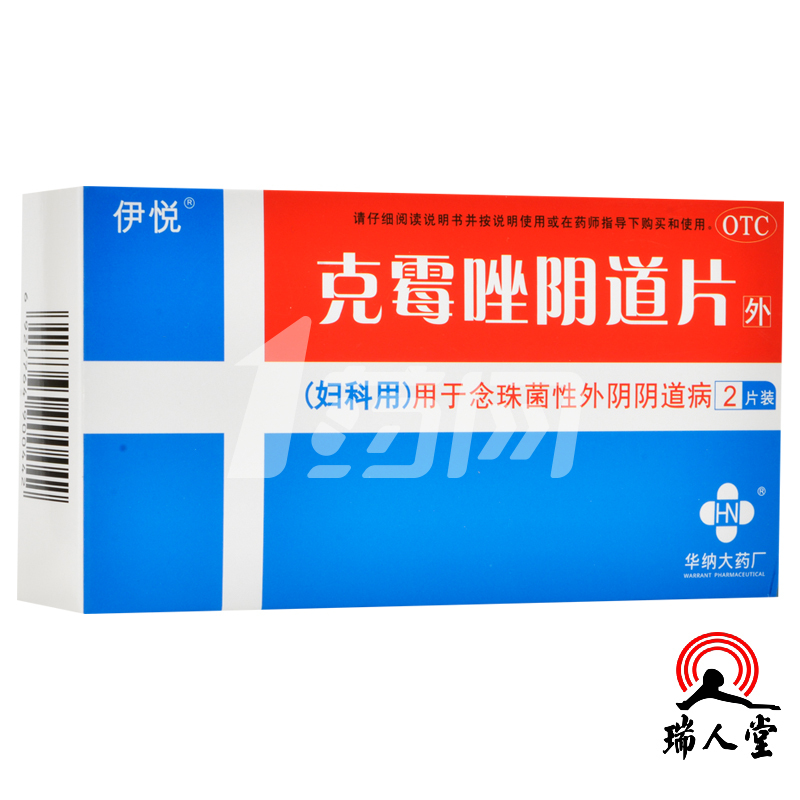 伊悦®
请仔细阅读说明书并按说明使用或在药师指导下购买和使用。
OTC
克霉唑阴道片 外
(妇科用)用于念珠菌性外阴阴道病 2片装
1药网
HN®
华纳大药厂
WARRANT PHARMACEUTICAL
瑞人堂